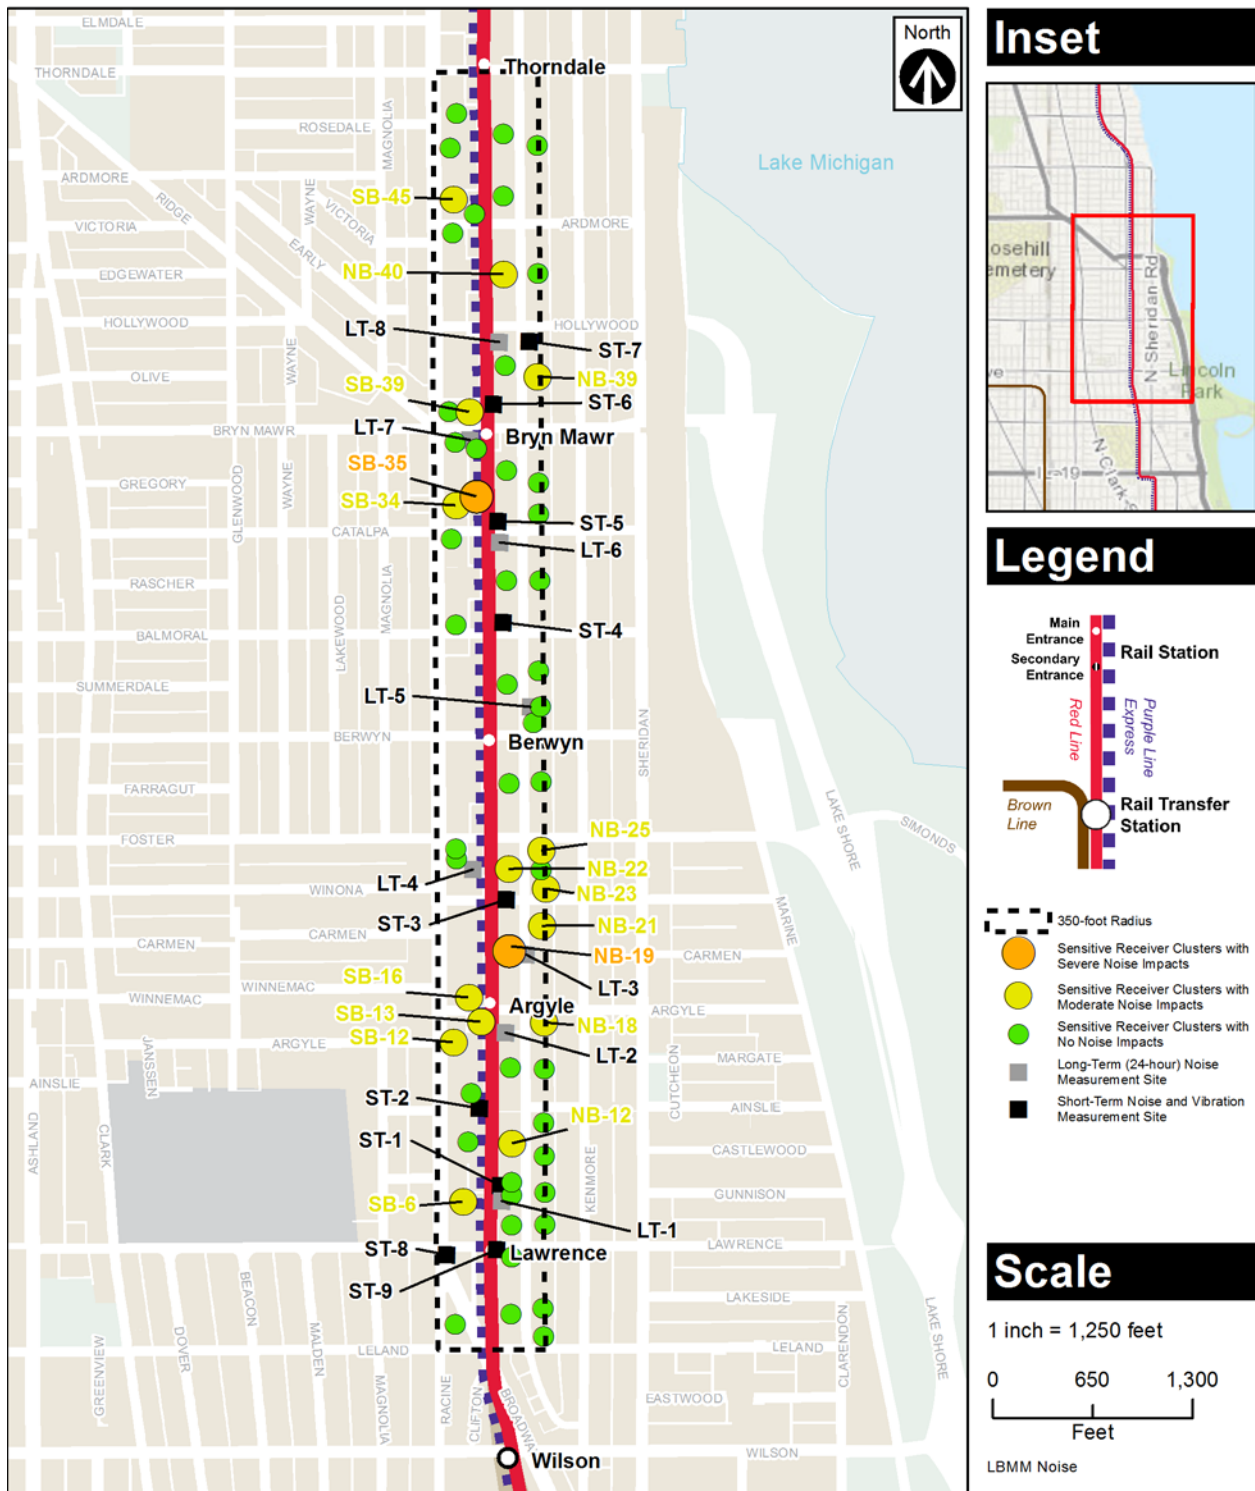 ELMDALE
North
THORNDALE
Thorndale
ROSEDALE
MAGNOLIA
ARDMORE
Lake Michigan
RIDGE
WAYNE
SB-45
VICTORIA
VICTORIA
ARDMORE
EARLY
EDGEWATER
NB-40
HOLLYWOOD
LT-8
HOLLYWOOD
ST-7
WAYNE
OLIVE
SB-39
NB-39
ST-6
BRYN MAWR
LT-7
Bryn Mawr
SB-35
GREGORY
GLENWOOD
WAYNE
SB-34
ST-5
CATALPA
LT-6
RASCHER
LAKEWOOD
MAGNOLIA
ST-4
BALMORAL
SUMMERDALE
LT-5
SHERIDAN
BERWYN
Berwyn
FARRAGUT
LAKE SHORE
SIMONDS
FOSTER
NB-25
NB-22
LT-4
WINONA
NB-23
ST-3
NB-21
MARINE
CARMEN
CARMEN
NB-19
CARMEN
SB-16
LT-3
WINNEMAC
WINNEMAC
Argyle
ARGYLE
SB-13
NB-18
SB-12
ARGYLE
LT-2
JANSSEN
CUTCHEON
MARGATE
AINSLIE
ST-2
AINSLIE
NB-12
ST-1
ASHLAND
CLARK
CASTLEWOOD
KENMORE
GUNNISON
SB-6
LT-1
ST-8
Lawrence
LAWRENCE
ST-9
BEACON
LAKESIDE
MALDEN
DOVER
LELAND
LELAND
CLARENDON
LAKE SHORE
GREENVIEW
MAGNOLIA
RACINE
CLIFTON
BROADWAY
EASTWOOD
Wilson
WILSON
Inset
osehill
emetery
N Sheridan Rd
Lincoln
Park
N Clark
19
Legend
Main
Entrance
Secondary
Entrance
Rail Station
Red Line
Purple Line
Express
Brown
Line
Rail Transfer
Station
350-foot Radius
Sensitive Receiver Clusters with
Severe Noise Impacts
Sensitive Receiver Clusters with
Moderate Noise Impacts
Sensitive Receiver Clusters with
No Noise Impacts
Long-Term (24-hour) Noise
Measurement Site
Short-Term Noise and Vibration
Measurement Site
Scale
1 inch = 1,250 feet
0 650 1,300
Feet
LBMM Noise